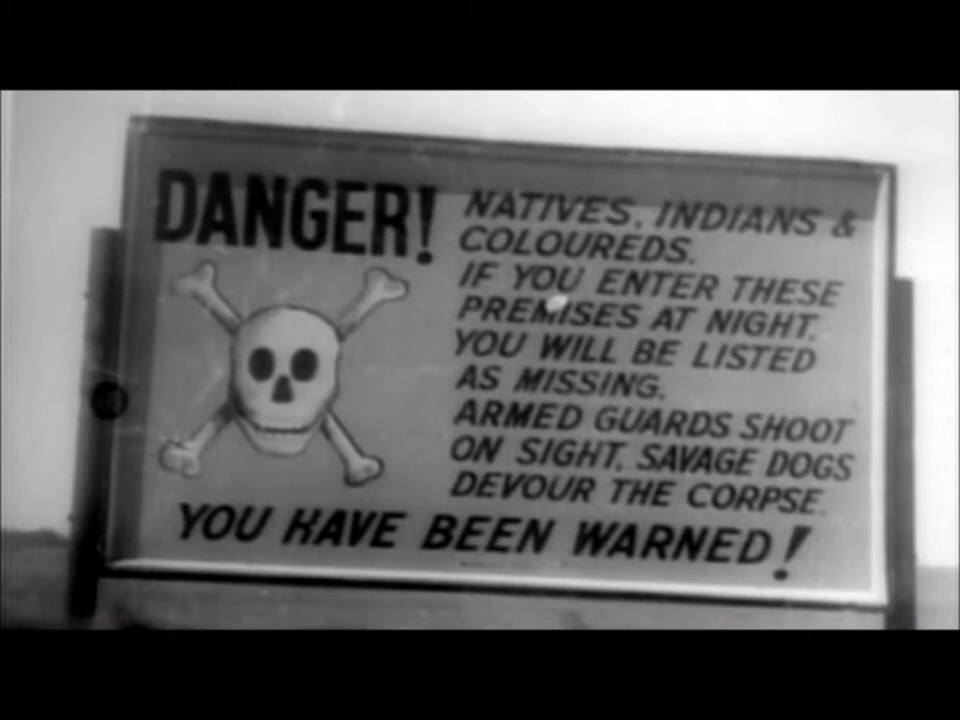 DANGER!
NATIVES, INDIANS &
COLOUREDS.
IF YOU ENTER THESE
PREMISES AT NIGHT,
YOU WILL BE LISTED
AS MISSING.
ARMED GUARDS SHOOT
ON SIGHT. SAVAGE DOGS
DEVOUR THE CORPSE.
YOU HAVE BEEN WARNED!